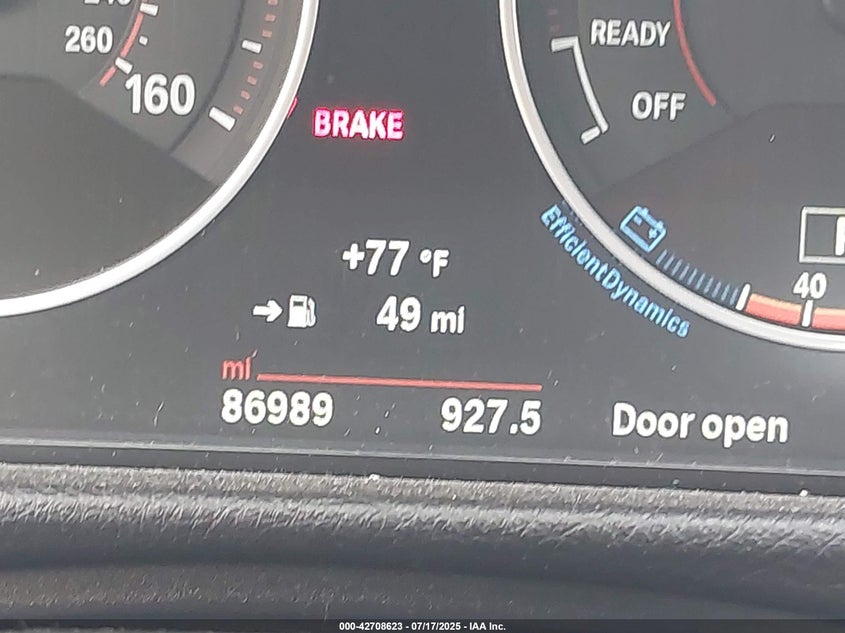 260
160
READY
OFF
BRAKE
+77 °F
EfficientDynamics
49 mi
40
mi
86989
927.5
Door open
000-42708623 - 07/17/2025 - IAA Inc.